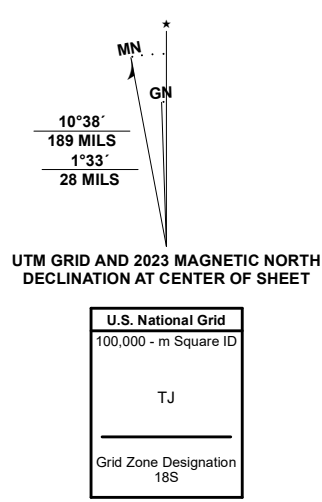 ★
MN
GN
10°38´
189 MILS
1°33´
28 MILS
UTM GRID AND 2023 MAGNETIC NORTH
DECLINATION AT CENTER OF SHEET
U.S. National Grid
100,000 - m Square ID
TJ
Grid Zone Designation
18S